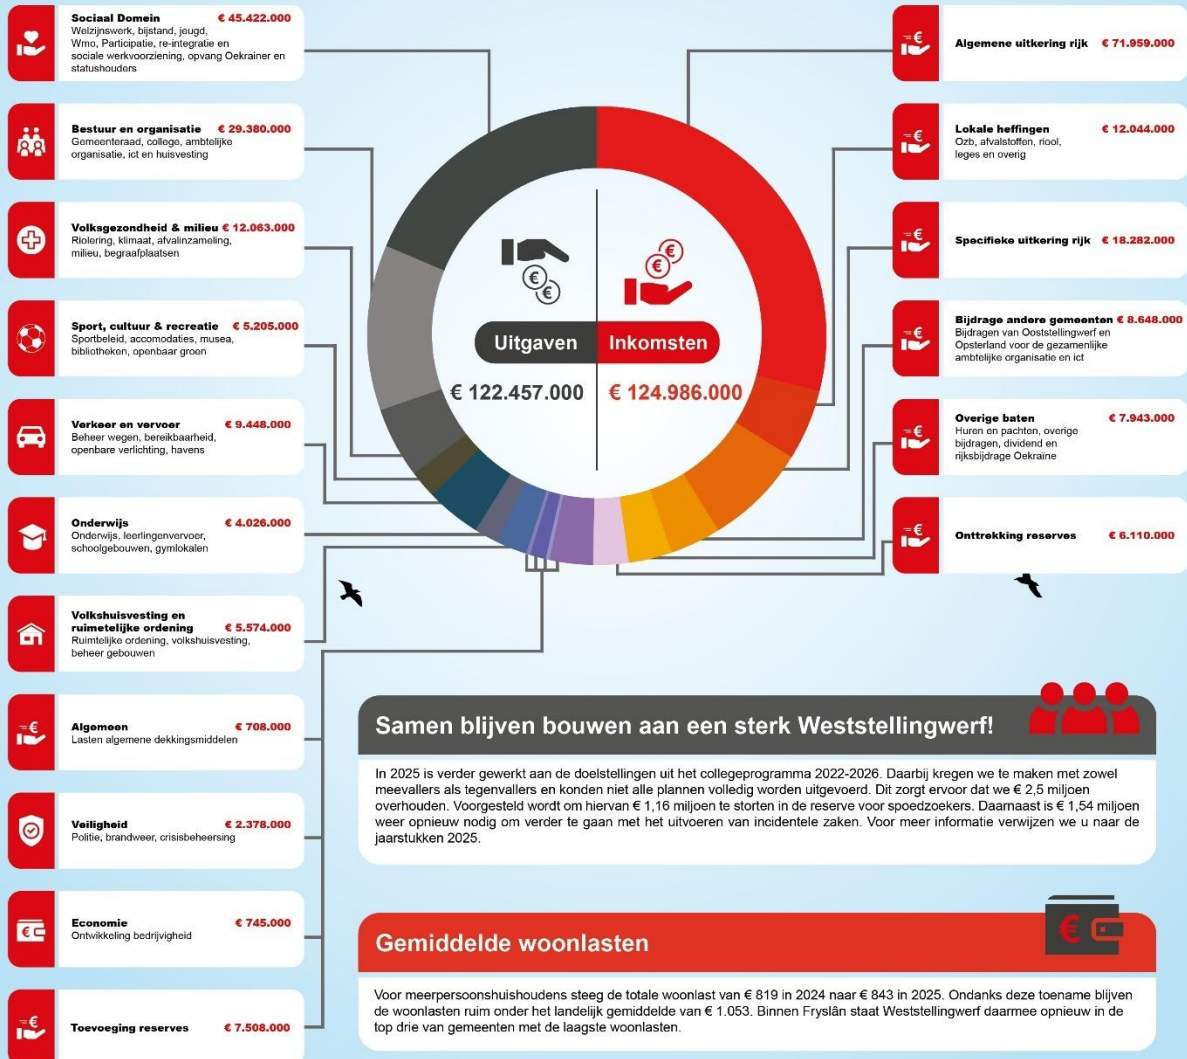 Sociaal Domein € 45.422.000
Welzijnswerk, bijstand, jeugd,
Wmo, Participatie, re-integratie en
sociale werkvoorziening, opvang Oekrainer en
statushouders
Bestuur en organisatie € 29.380.000
Gemeenteraad, college, ambtelijke
organisatie, ict en huisvesting
Volksgezondheid & milieu € 12.063.000
Riolering, klimaat, afvalinzameling,
milieu, begraafplaatsen
Sport, cultuur & recreatie € 5.205.000
Sportbeleid, accomodaties, musea,
bibliotheken, openbaar groen
Verkeer en vervoer € 9.448.000
Beheer wegen, bereikbaarheid,
openbare verlichting, havens
Onderwijs € 4.026.000
Onderwijs, leerlingenvervoer,
schoolgebouwen, gymlokalen
Volkshuisvesting en
ruimetelijke ordening € 5.574.000
Ruimtelijke ordening, volkshuisvesting,
beheer gebouwen
Algemeen € 708.000
Lasten algemene dekkingsmiddelen
Veiligheid € 2.378.000
Politie, brandweer, crisisbeheersing
Economie € 745.000
Ontwikkeling bedrijvigheid
Toevoeging reserves € 7.508.000
Uitgaven
€ 122.457.000
Inkomsten
€ 124.986.000
Algemene uitkering rijk € 71.959.000
Lokale heffingen € 12.044.000
Ozb, afvalstoffen, riool,
leges en overig
Specifieke uitkering rijk € 18.282.000
Bijdrage andere gemeenten € 8.648.000
Bijdragen van Ooststellingwerf en
Opsterland voor de gezamenlijke
ambtelijke organisatie en ict
Overige baten € 7.943.000
Huren en pachten, overige
bijdragen, dividend en
rijksbijdrage Oekraïne
Onttrekking reserves € 6.110.000
Samen blijven bouwen aan een sterk Weststellingwerf!
In 2025 is verder gewerkt aan de doelstellingen uit het collegeprogramma 2022-2026. Daarbij kregen we te maken met zowel
meevallers als tegenvallers en konden niet alle plannen volledig worden uitgevoerd. Dit zorgt ervoor dat we € 2,5 miljoen
overhouden. Voorgesteld wordt om hiervan € 1,16 miljoen te storten in de reserve voor spoedzoekers. Daarnaast is € 1,54 miljoen
weer opnieuw nodig om verder te gaan met het uitvoeren van incidentele zaken. Voor meer informatie verwijzen we u naar de
jaarstukken 2025.
Gemiddelde woonlasten
Voor meerpersoonshuishoudens steeg de totale woonlast van € 819 in 2024 naar € 843 in 2025. Ondanks deze toename blijven
de woonlasten ruim onder het landelijk gemiddelde van € 1.053. Binnen Fryslân staat Weststellingwerf daarmee opnieuw in de
top drie van gemeenten met de laagste woonlasten.